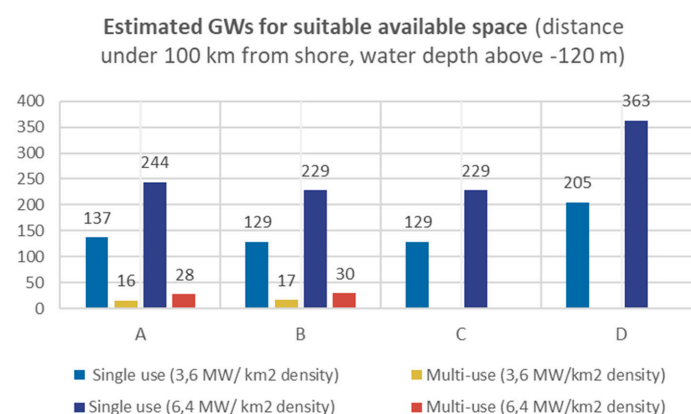 Estimated GWs for suitable available space (distance
under 100 km from shore, water depth above -120 m)
400
350
300
250
200
150
100
50
0
137
16
244
28
129
17
229
30
129
229
205
363
A
B
C
D
Single use (3,6 MW/ km2 density)
Multi-use (3,6 MW/km2 density)
Single use (6,4 MW/ km2 density)
Multi-use (6,4 MW/km2 density)